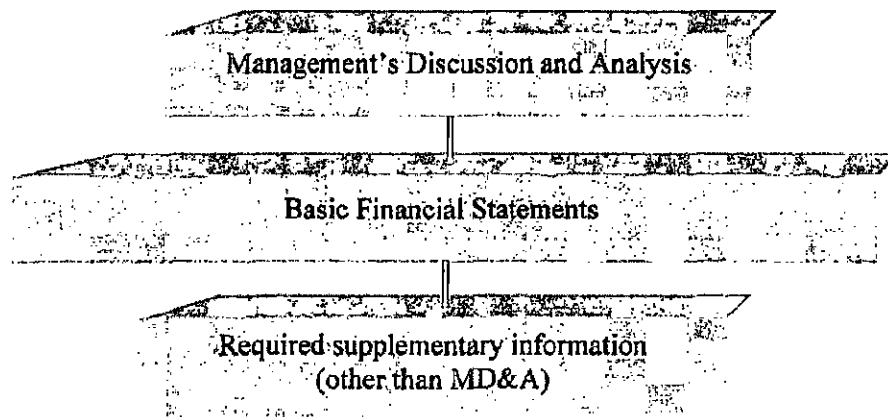 Management's Discussion and Analysis
Basic Financial Statements
Required supplementary information
(other than MD&A)